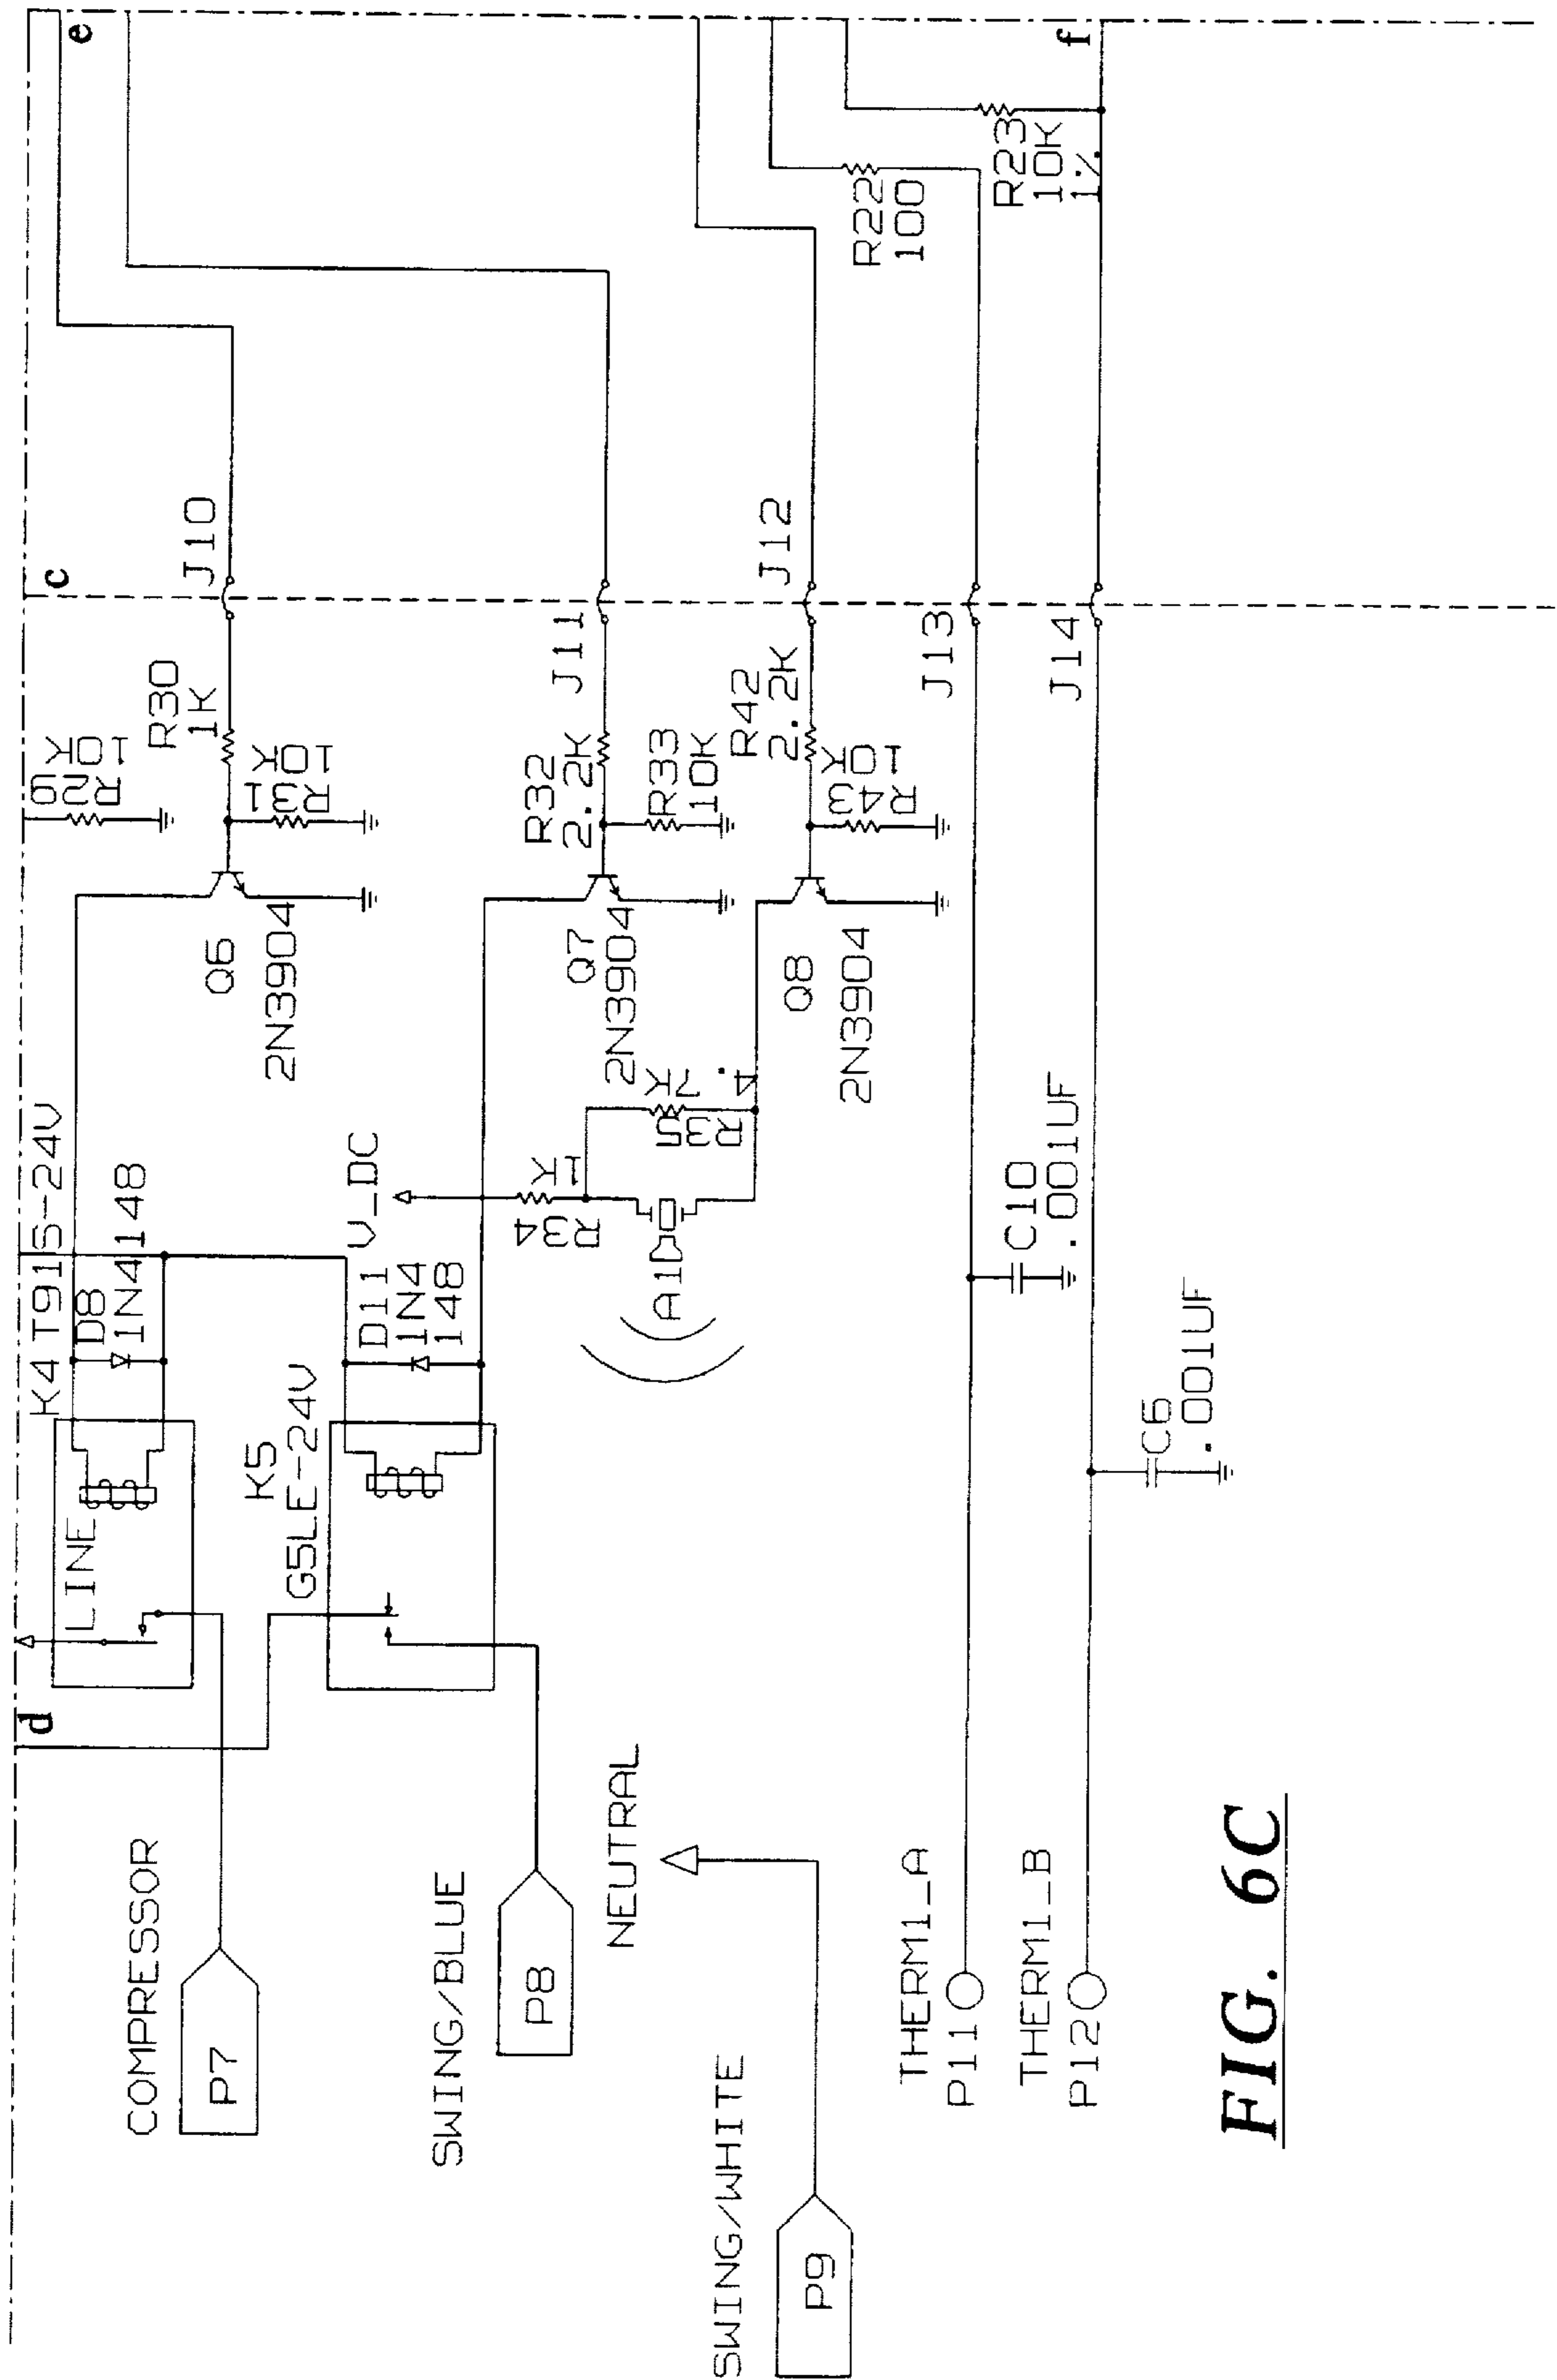 e
f
c
d
K4 T91S-24V
D8
1N4148
LINE
R29
10K
R30
1K
J10
R31
10K
Q6
2N3904
COMPRESSOR
P7
K5
G5LE-24V
D11
1N4
148
V_DC
R32
2.2K
J11
R33
10K
Q7
2N3904
SWING/BLUE
P8
R34
1K
R35
4.
7K
A1
R42
2.2K
J12
R43
10K
Q8
2N3904
NEUTRAL
SWING/WHITE
P9
R22
100
R23
10K
1%
J13
J14
THERM1_A
P11
C10
.001UF
THERM1_B
P12
C6
.001UF
FIG. 6C